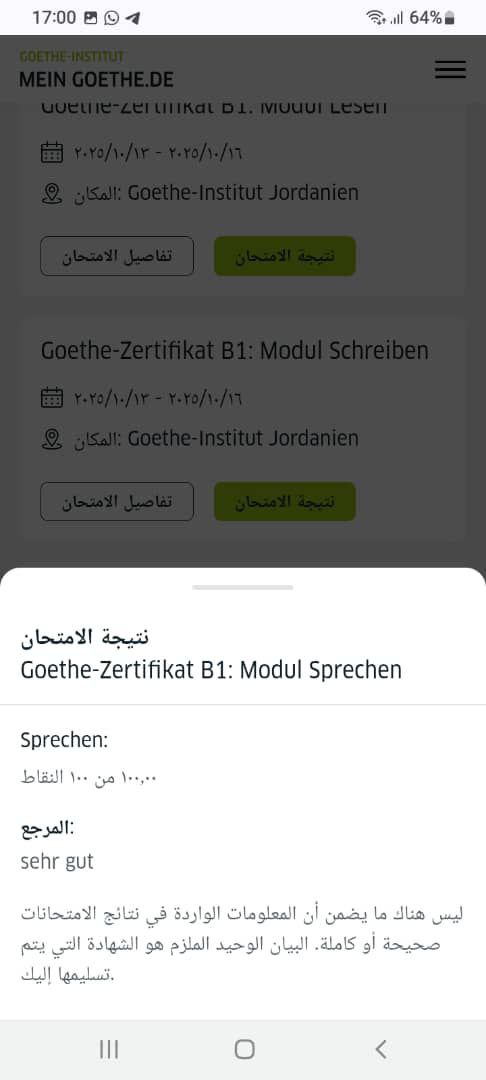 17:00
64%
GOETHE-INSTITUT
MEIN GOETHE.DE
Goethe-Zertifikat B1: Modul Lesen
٢٠٢٥/١٠/١٣ - ٢٠٢٥/١٠/١٦
المكان: Goethe-Institut Jordanien
تفاصيل الامتحان
نتيجة الامتحان
Goethe-Zertifikat B1: Modul Schreiben
٢٠٢٥/١٠/١٣ - ٢٠٢٥/١٠/١٦
المكان: Goethe-Institut Jordanien
تفاصيل الامتحان
نتيجة الامتحان
نتيجة الامتحان
Goethe-Zertifikat B1: Modul Sprechen
Sprechen:
١٠٠,٠٠ من ١٠٠ النقاط
المرجع:
sehr gut
ليس هناك ما يضمن أن المعلومات الواردة في نتائج الامتحانات
صحيحة أو كاملة. البيان الوحيد الملزم هو الشهادة التي يتم
تسليمها إليك.